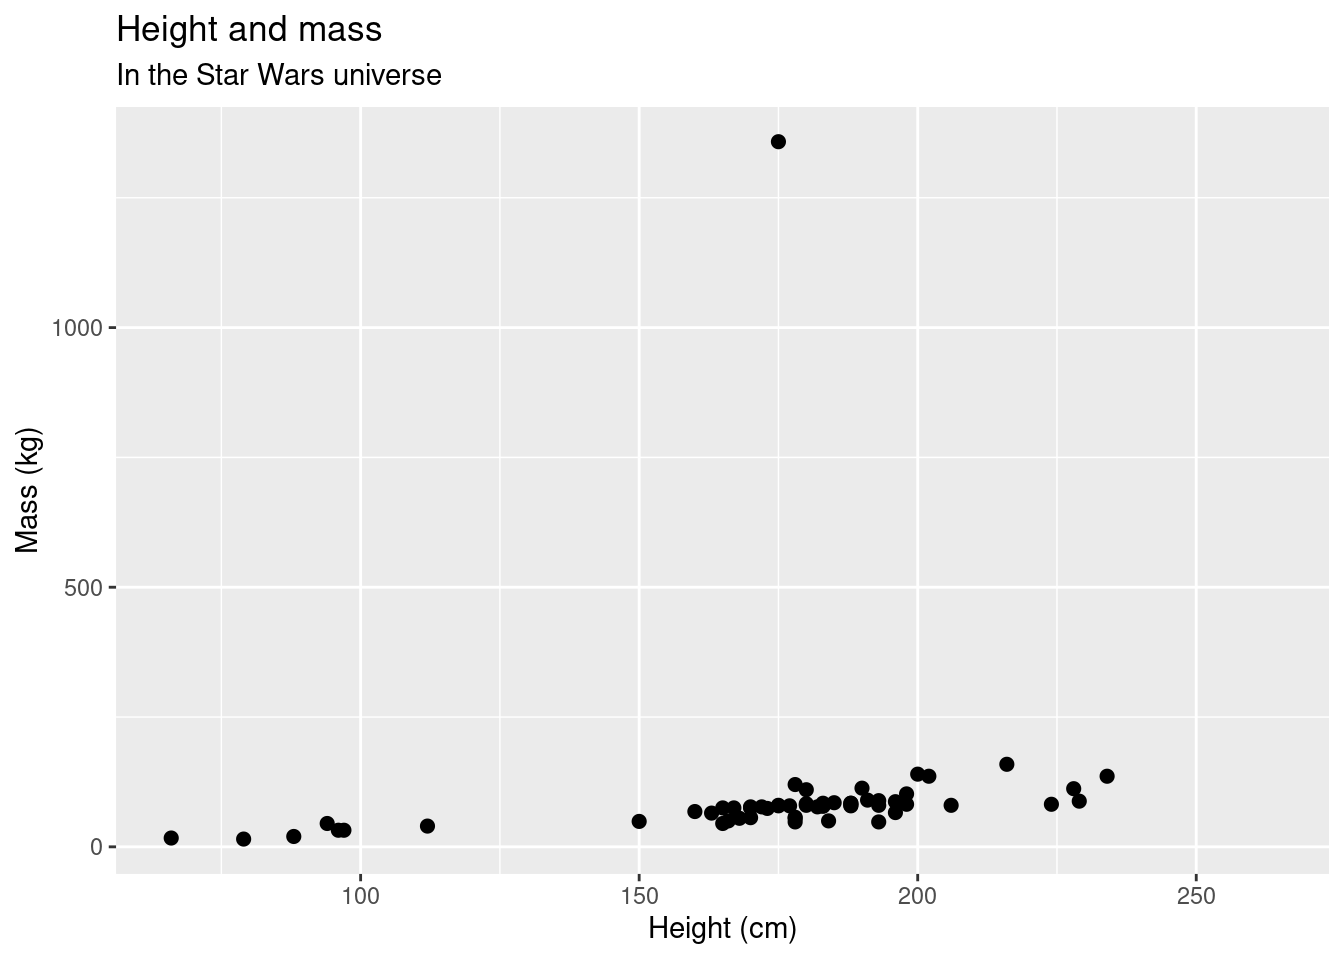 Height and mass
In the Star Wars universe
1000
500
0
Mass (kg)
100 150 200 250
Height (cm)